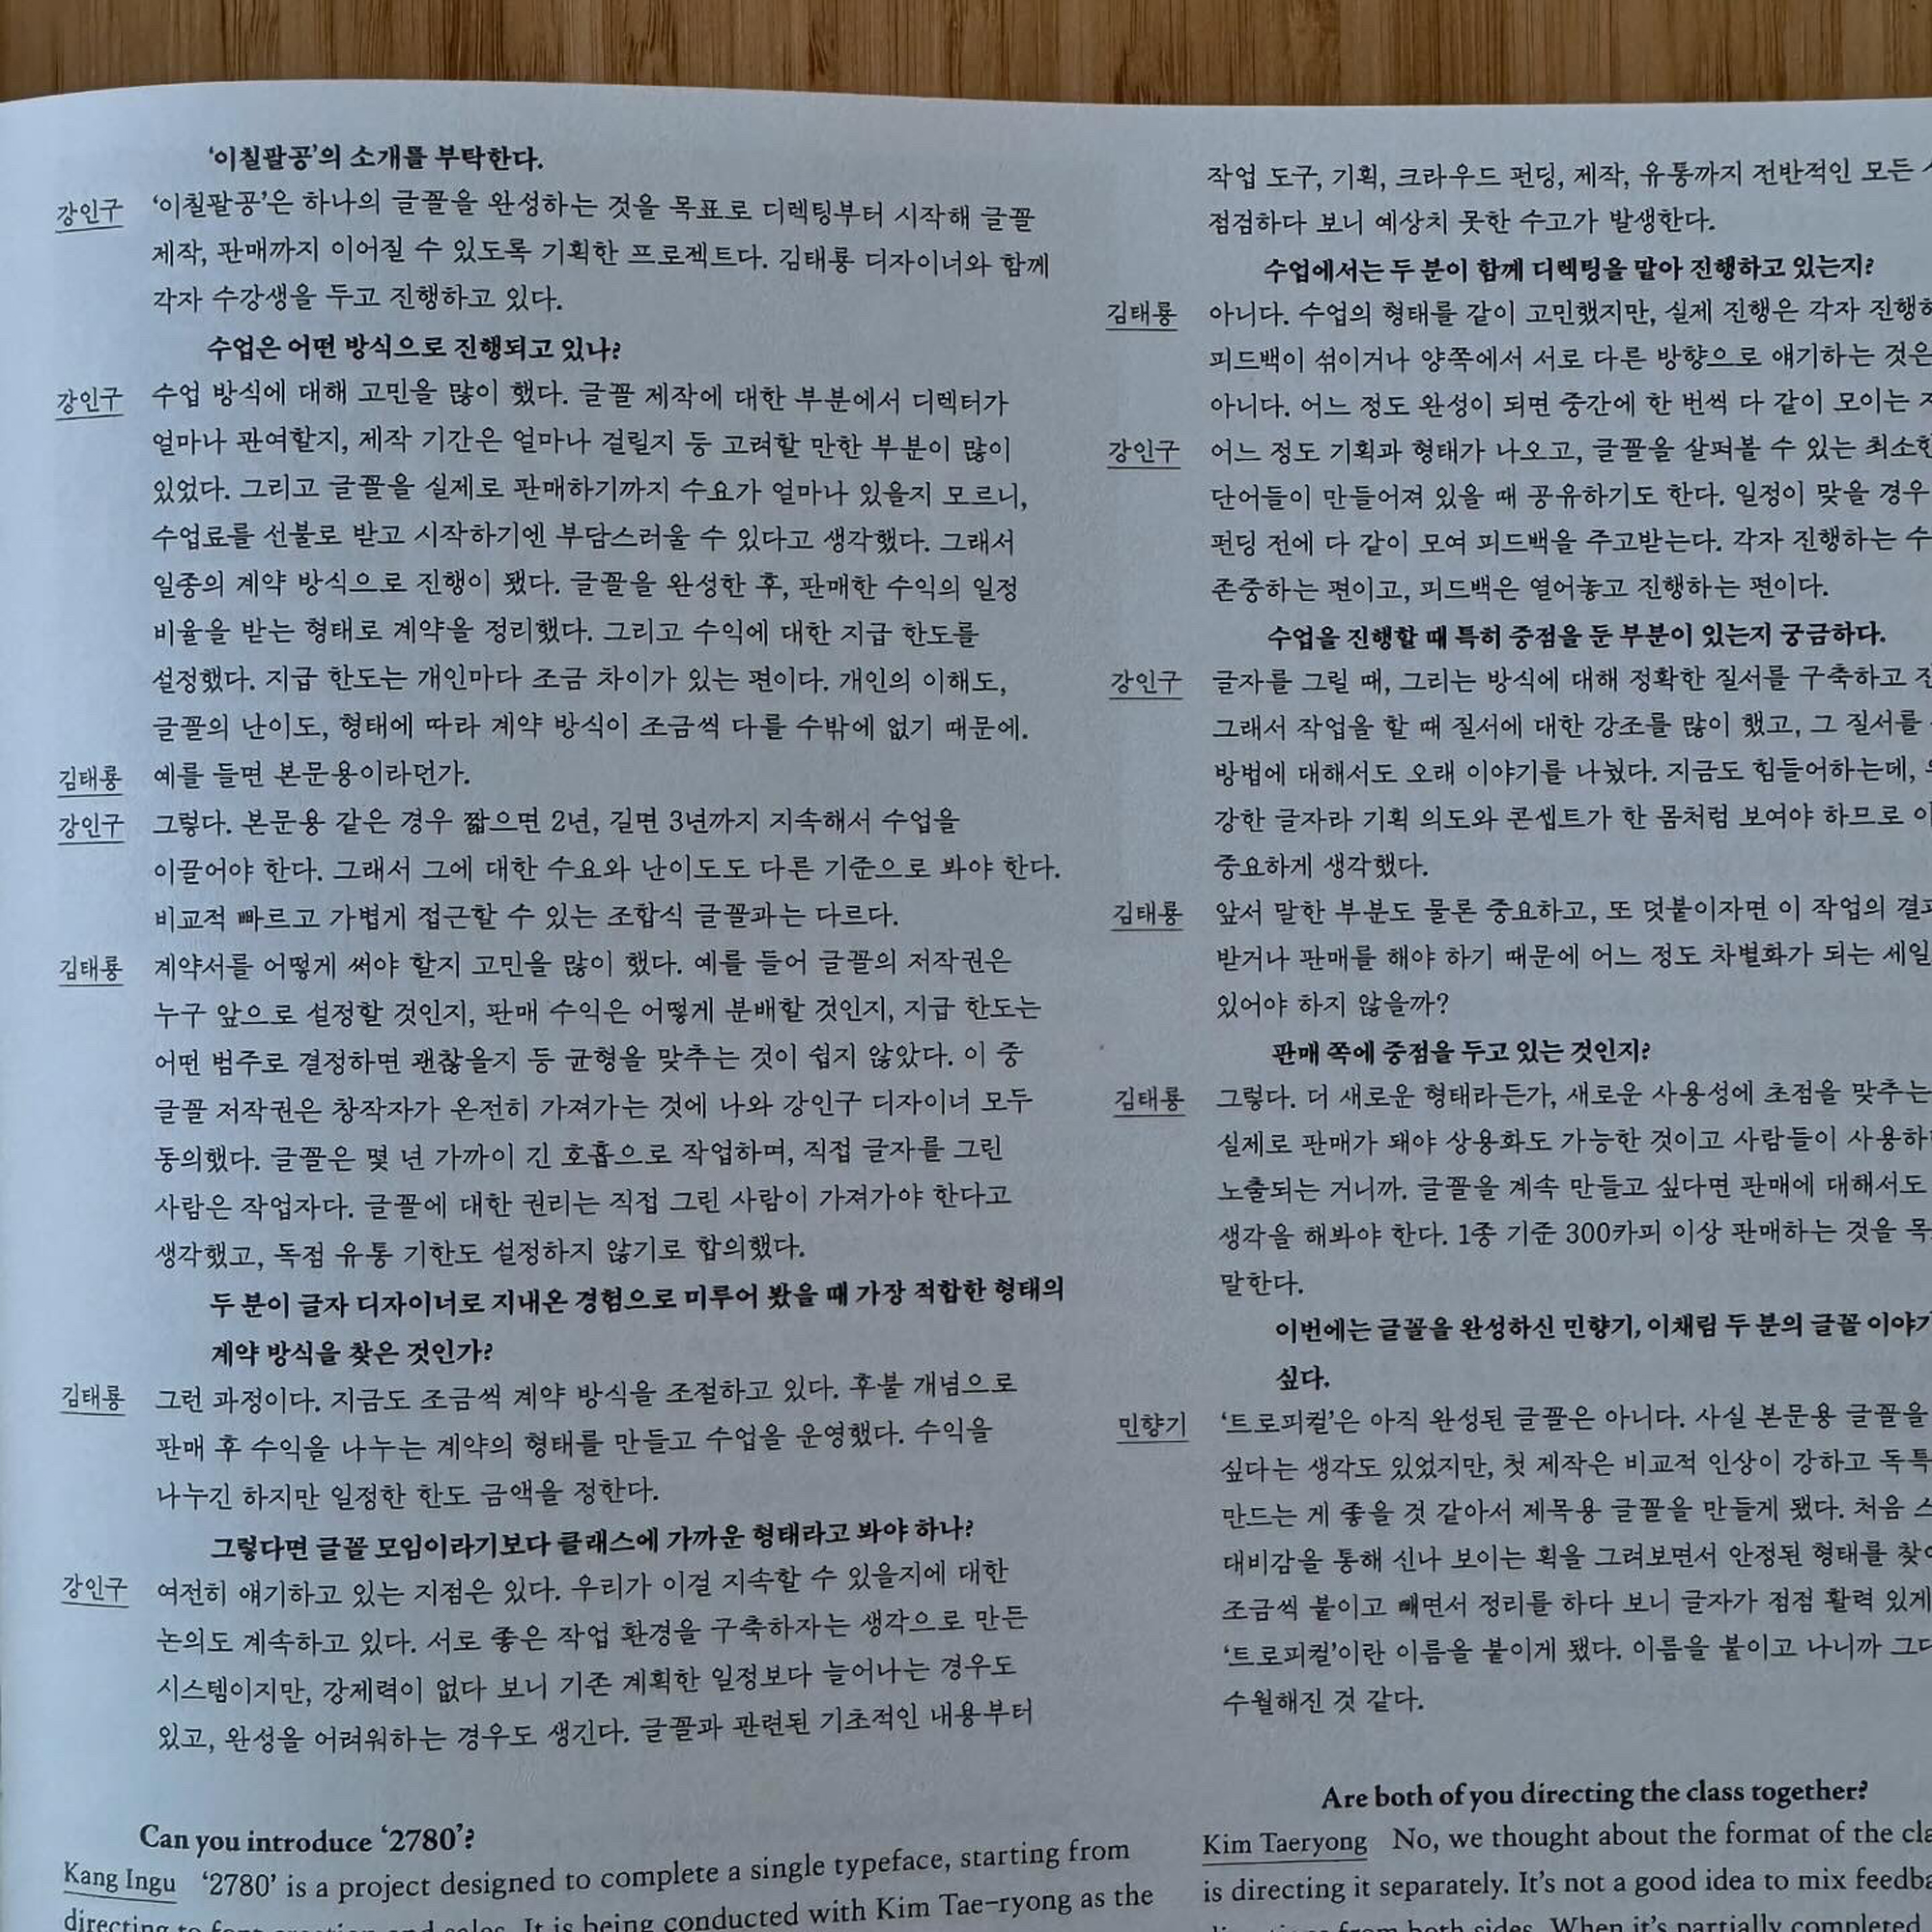 ‘이칠팔공’의 소개를 부탁한다.
강인구 ‘이칠팔공’은 하나의 글꼴을 완성하는 것을 목표로 디렉팅부터 시작해 글꼴
제작, 판매까지 이어질 수 있도록 기획한 프로젝트다. 김태룡 디자이너와 함께
각자 수강생을 두고 진행하고 있다.
수업은 어떤 방식으로 진행되고 있나?
강인구 수업 방식에 대해 고민을 많이 했다. 글꼴 제작에 대한 부분에서 디렉터가
얼마나 관여할지, 제작 기간은 얼마나 걸릴지 등 고려할 만한 부분이 많이
있었다. 그리고 글꼴을 실제로 판매하기까지 수요가 얼마나 있을지 모르니,
수업료를 선불로 받고 시작하기엔 부담스러울 수 있다고 생각했다. 그래서
일종의 계약 방식으로 진행이 됐다. 글꼴을 완성한 후, 판매한 수익의 일정
비율을 받는 형태로 계약을 정리했다. 그리고 수익에 대한 지급 한도를
설정했다. 지급 한도는 개인마다 조금 차이가 있는 편이다. 개인의 이해도,
글꼴의 난이도, 형태에 따라 계약 방식이 조금씩 다를 수밖에 없기 때문에.
김태룡 예를 들면 본문용이라던가.
강인구 그렇다. 본문용 같은 경우 짧으면 2년, 길면 3년까지 지속해서 수업을
이끌어야 한다. 그래서 그에 대한 수요와 난이도도 다른 기준으로 봐야 한다.
비교적 빠르고 가볍게 접근할 수 있는 조합식 글꼴과는 다르다.
김태룡 계약서를 어떻게 써야 할지 고민을 많이 했다. 예를 들어 글꼴의 저작권은
누구 앞으로 설정할 것인지, 판매 수익은 어떻게 분배할 것인지, 지급 한도는
어떤 범주로 결정하면 괜찮을지 등 균형을 맞추는 것이 쉽지 않았다. 이 중
글꼴 저작권은 창작자가 온전히 가져가는 것에 나와 강인구 디자이너 모두
동의했다. 글꼴은 몇 년 가까이 긴 호흡으로 작업하며, 직접 글자를 그린
사람은 작업자다. 글꼴에 대한 권리는 직접 그린 사람이 가져가야 한다고
생각했고, 독점 유통 기한도 설정하지 않기로 합의했다.
두 분이 글자 디자이너로 지내온 경험으로 미루어 봤을 때 가장 적합한 형태의
계약 방식을 찾은 것인가?
김태룡 그런 과정이다. 지금도 조금씩 계약 방식을 조절하고 있다. 후불 개념으로
판매 후 수익을 나누는 계약의 형태를 만들고 수업을 운영했다. 수익을
나누긴 하지만 일정한 한도 금액을 정한다.
그렇다면 글꼴 모임이라기보다 클래스에 가까운 형태라고 봐야 하나?
강인구 여전히 얘기하고 있는 지점은 있다. 우리가 이걸 지속할 수 있을지에 대한
논의도 계속하고 있다. 서로 좋은 작업 환경을 구축하자는 생각으로 만든
시스템이지만, 강제력이 없다 보니 기존 계획한 일정보다 늘어나는 경우도
있고, 완성을 어려워하는 경우도 생긴다. 글꼴과 관련된 기초적인 내용부터
작업 도구, 기획, 크라우드 펀딩, 제작, 유통까지 전반적인 모든
점검하다 보니 예상치 못한 수고가 발생한다.
수업에서는 두 분이 함께 디렉팅을 맡아 진행하고 있는지?
김태룡 아니다. 수업의 형태를 같이 고민했지만, 실제 진행은 각자
피드백이 섞이거나 양쪽에서 서로 다른 방향으로 얘기하는 것은
아니다. 어느 정도 완성이 되면 중간에 한 번씩 다 같이 모이는
강인구 어느 정도 기획과 형태가 나오고, 글꼴을 살펴볼 수 있는
단어들이 만들어져 있을 때 공유하기도 한다. 일정이 맞을 경우
펀딩 전에 다 같이 모여 피드백을 주고받는다. 각자 진행하는
존중하는 편이고, 피드백은 열어놓고 진행하는 편이다.
수업을 진행할 때 특히 중점을 둔 부분이 있는지 궁금하다.
강인구 글자를 그릴 때, 그리는 방식에 대해 정확한 질서를 구축하고
그래서 작업을 할 때 질서에 대한 강조를 많이 했고, 그 질서를
방법에 대해서도 오래 이야기를 나눴다. 지금도 힘들어하는데,
강한 글자라 기획 의도와 콘셉트가 한 몸처럼 보여야 하므로
중요하게 생각했다.
김태룡 앞서 말한 부분도 물론 중요하고, 또 덧붙이자면 이 작업의
받거나 판매를 해야 하기 때문에 어느 정도 차별화가 되는
있어야 하지 않을까?
판매 쪽에 중점을 두고 있는 것인지?
김태룡 그렇다. 더 새로운 형태라든가, 새로운 사용성에 초점을 맞추는
실제로 판매가 돼야 상용화도 가능한 것이고 사람들이
노출되는 거니까. 글꼴을 계속 만들고 싶다면 판매에 대해서도
생각을 해봐야 한다. 1종 기준 300카피 이상 판매하는 것을
말한다.
이번에는 글꼴을 완성하신 민향기, 이채림 두 분의 글꼴
싶다.
민향기 ‘트로피컬’은 아직 완성된 글꼴은 아니다. 사실 본문용 글꼴을
싶다는 생각도 있었지만, 첫 제작은 비교적 인상이 강하고
만드는 게 좋을 것 같아서 제목용 글꼴을 만들게 됐다. 처음
대비감을 통해 신나 보이는 획을 그려보면서 안정된 형태를
조금씩 붙이고 빼면서 정리를 하다 보니 글자가 점점 활력 있게
‘트로피컬’이란 이름을 붙이게 됐다. 이름을 붙이고 나니까
수월해진 것 같다.
Can you introduce ‘2780’?
Kang Ingu ‘2780’ is a project designed to complete a single typeface, starting from
directing to font creation and sales. It is being conducted with Kim Tae-ryong as the
Are both of you directing the class together?
Kim Taeryong No, we thought about the format of the
is directing it separately. It’s not a good idea to mix
from both sides. When it’s partially completed